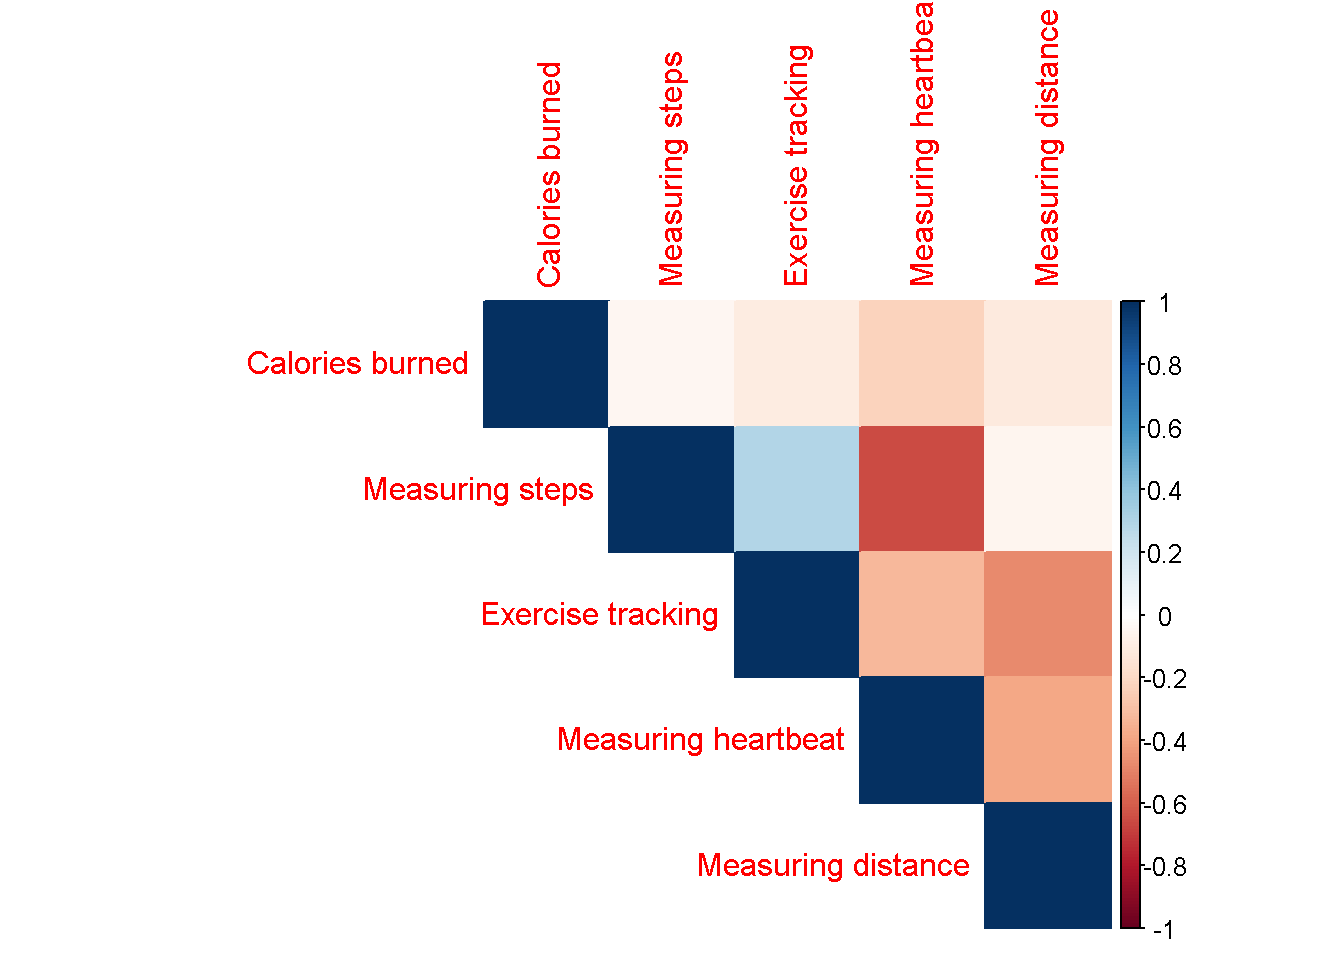 Calories burned
Measuring steps
Exercise tracking
Measuring heartbea
Measuring distance
Calories burned
Measuring steps
Exercise tracking
Measuring heartbeat
Measuring distance
1
0.8
0.6
0.4
0.2
0
-0.2
-0.4
-0.6
-0.8
-1